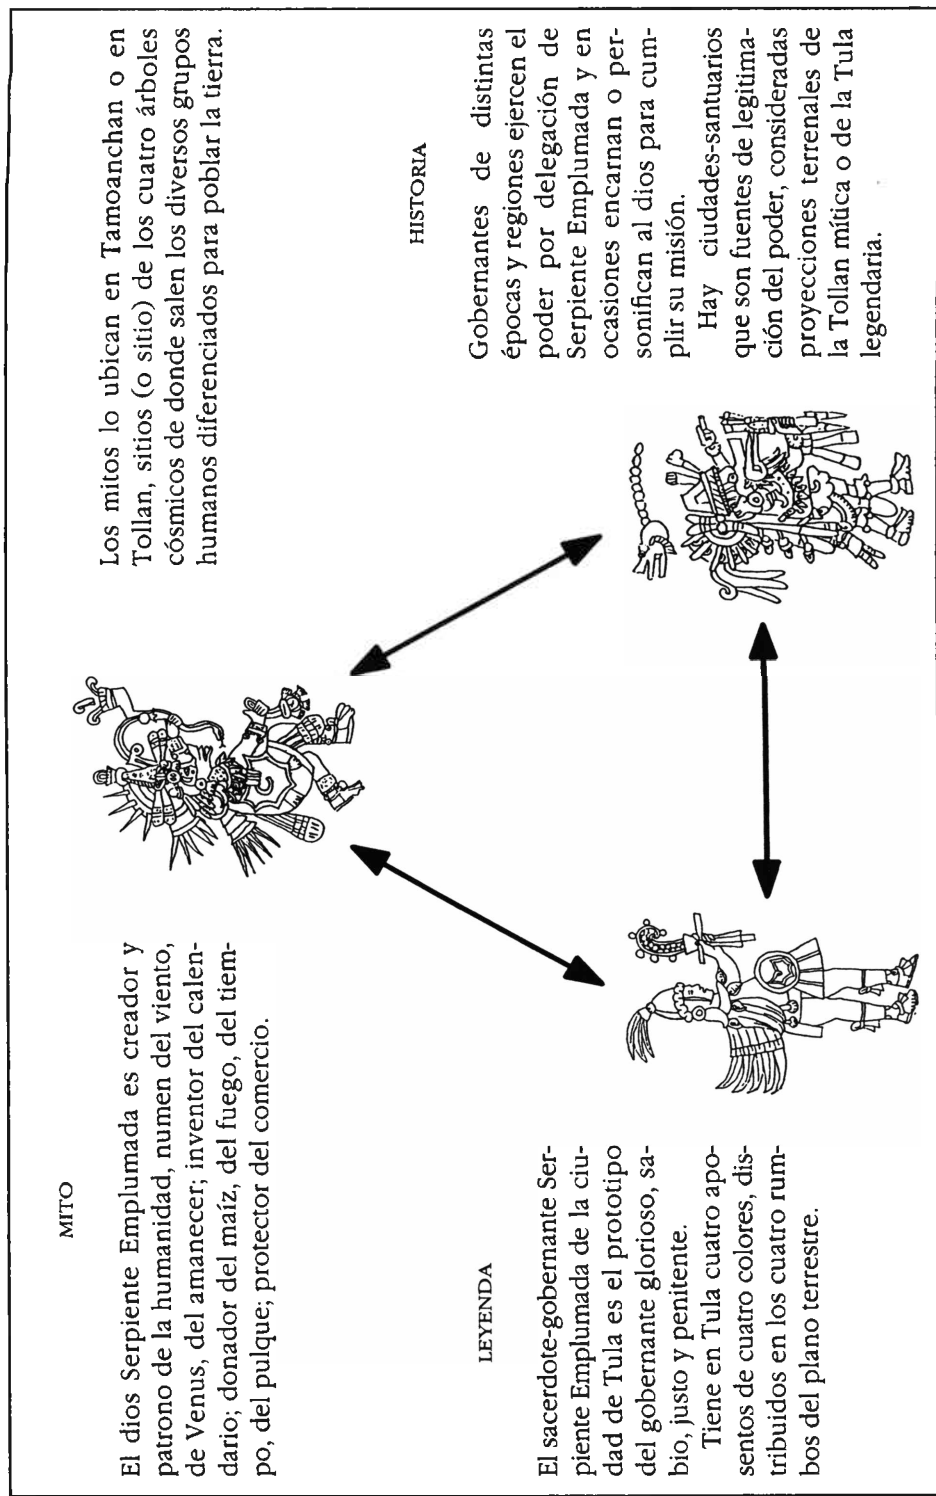 MITO
El dios Serpiente Emplumada es creador y
patrono de la humanidad, numen del viento,
de Venus, del amanecer; inventor del calen-
dario; donador del maíz, del fuego, del tiem-
po, del pulque; protector del comercio.
Los mitos lo ubican en Tamoanchan o en
Tollan, sitios (o sitio) de los cuatro árboles
cósmicos de donde salen los diversos grupos
humanos diferenciados para poblar la tierra.
LEYENDA
El sacerdote-gobernante Ser-
piente Emplumada de la ciu-
dad de Tula es el prototipo
del gobernante glorioso, sa-
bio, justo y penitente.
Tiene en Tula cuatro apo-
sentos de cuatro colores, dis-
tribuidos en los cuatro rum-
bos del plano terrestre.
HISTORIA
Gobernantes de distintas
épocas y regiones ejercen el
poder por delegación de
Serpiente Emplumada y en
ocasiones encarnan o per-
sonifican al dios para cum-
plir su misión.
Hay ciudades-santuarios
que son fuentes de legitima-
ción del poder, consideradas
proyecciones terrenales de
la Tollan mítica o de la Tula
legendaria.